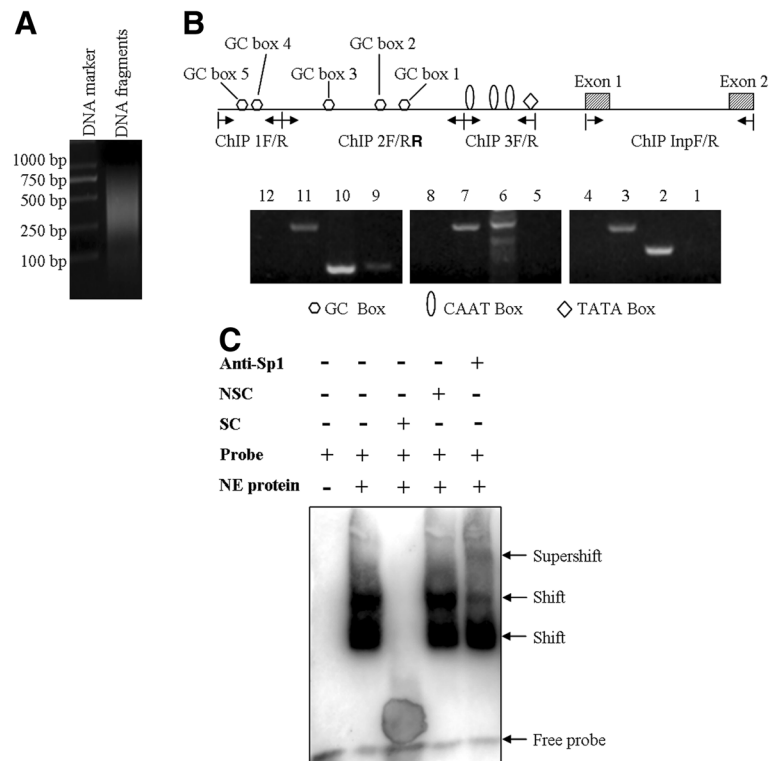 A
DNA marker
DNA fragments
1000 bp
750 bp
500 bp
250 bp
100 bp
B
GC box 4
GC box 2
GC box 5
GC box 3
GC box 1
Exon 1
Exon 2
ChIP 1F/R
ChIP 2F/RR
ChIP 3F/R
ChIP InpF/R
12 11 10 9 8 7 6 5 4 3 2 1
GC Box
CAAT Box
TATA Box
C
Anti-Sp1 - - - - +
NSC - - - + -
SC - - + - -
Probe + + + + +
NE protein - + + + +
Supershift
Shift
Shift
Free probe